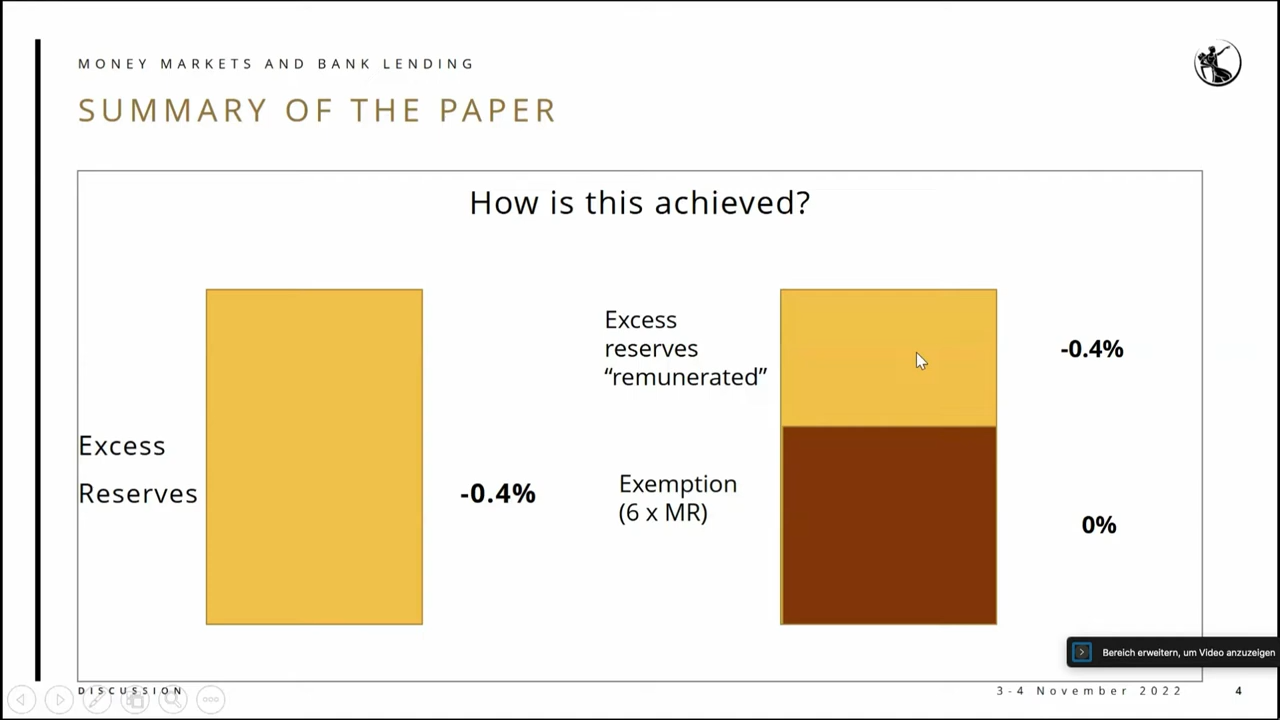 MONEY MARKETS AND BANK LENDING
SUMMARY OF THE PAPER
How is this achieved?
Excess
Reserves
-0.4%
Excess
reserves
“remunerated”
-0.4%
Exemption
(6 x MR)
0%
Bereich erweitern, um Video anzuzeigen
DISCUSSION
3-4 November 2022
4